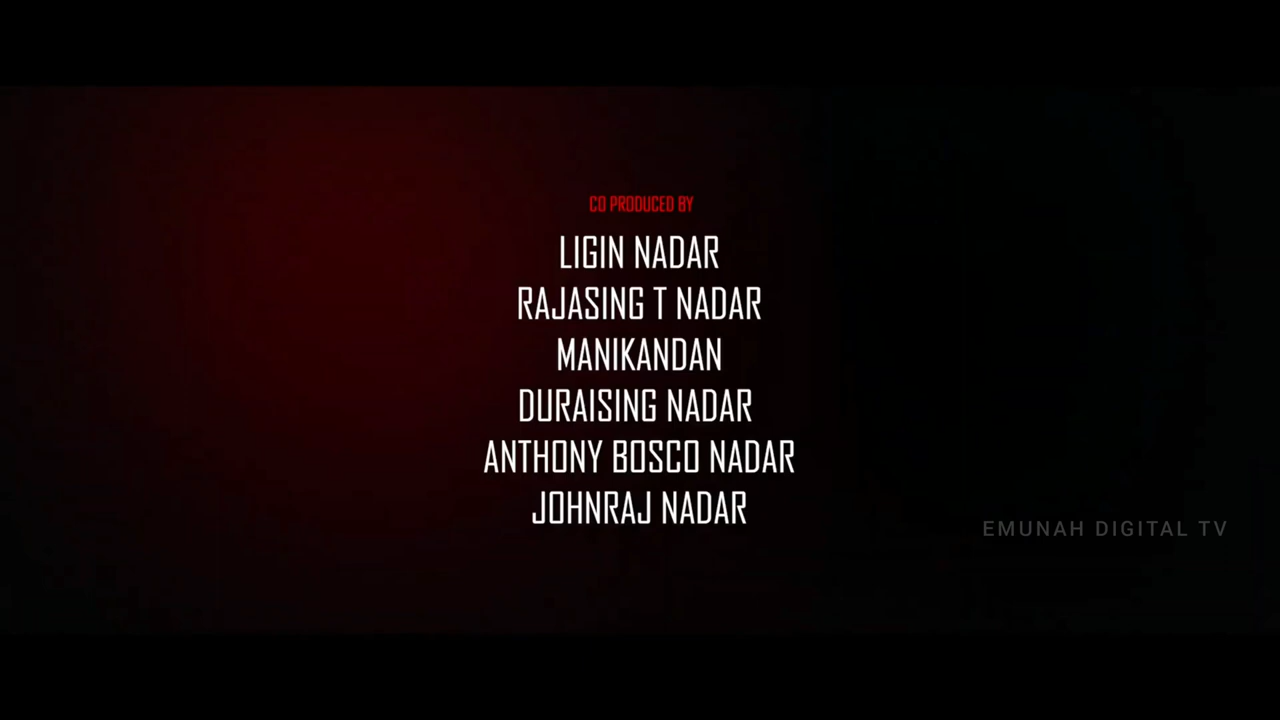 CO PRODUCED BY
LIGIN NADAR
RAJASING T NADAR
MANIKANDAN
DURAISING NADAR
ANTHONY BOSCO NADAR
JOHNRAJ NADAR
EMUNAH DIGITAL TV